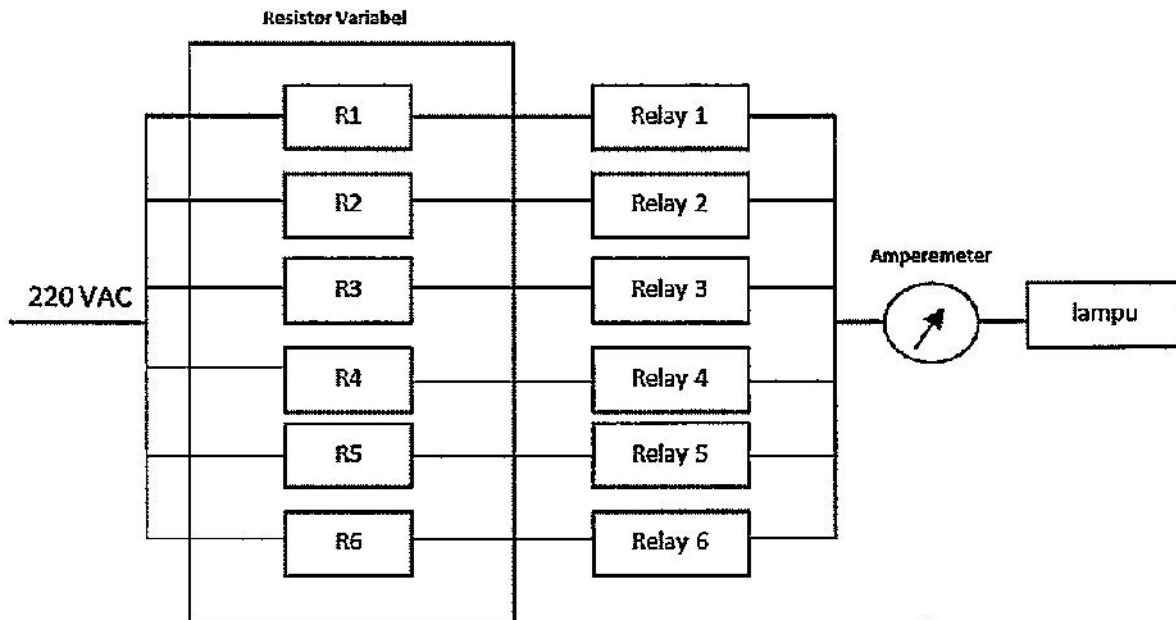 Resistor Variabel
R1
Relay 1
R2
Relay 2
Amperemeter
220 VAC
R3
Relay 3
lampu
R4
Relay 4
R5
Relay 5
R6
Relay 6